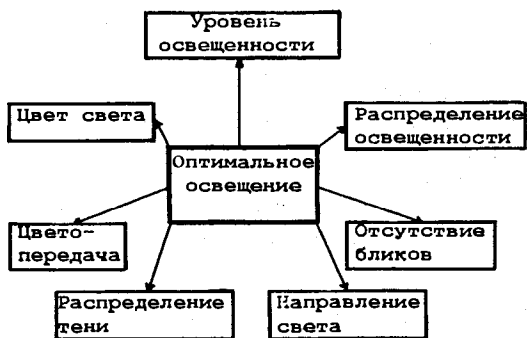 Уровень
освещенности
Цвет света
Распределение
освещенности
Оптимальное
освещение
Цвето-
передача
Отсутствие
бликов
Распределение
тени
Направление
света